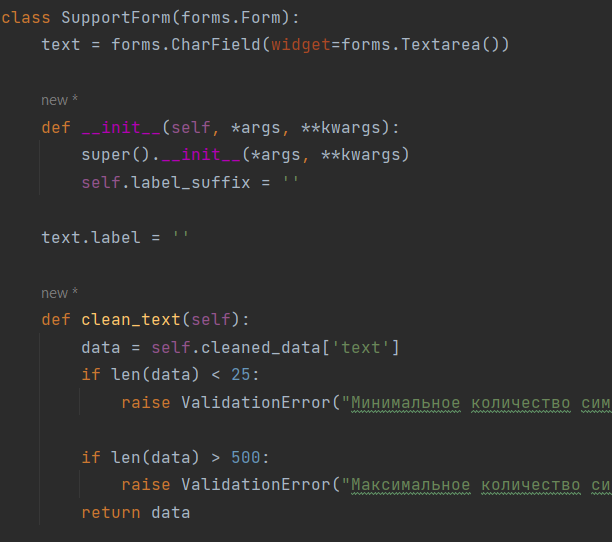 class SupportForm(forms.Form):
text = forms.CharField(widget=forms.Textarea())
new *
def __init__(self, *args, **kwargs):
super().__init__(*args, **kwargs)
self.label_suffix = ''
text.label = ''
new *
def clean_text(self):
data = self.cleaned_data['text']
if len(data) < 25:
raise ValidationError("Минимальное количество сим
if len(data) > 500:
raise ValidationError("Максимальное количество си
return data